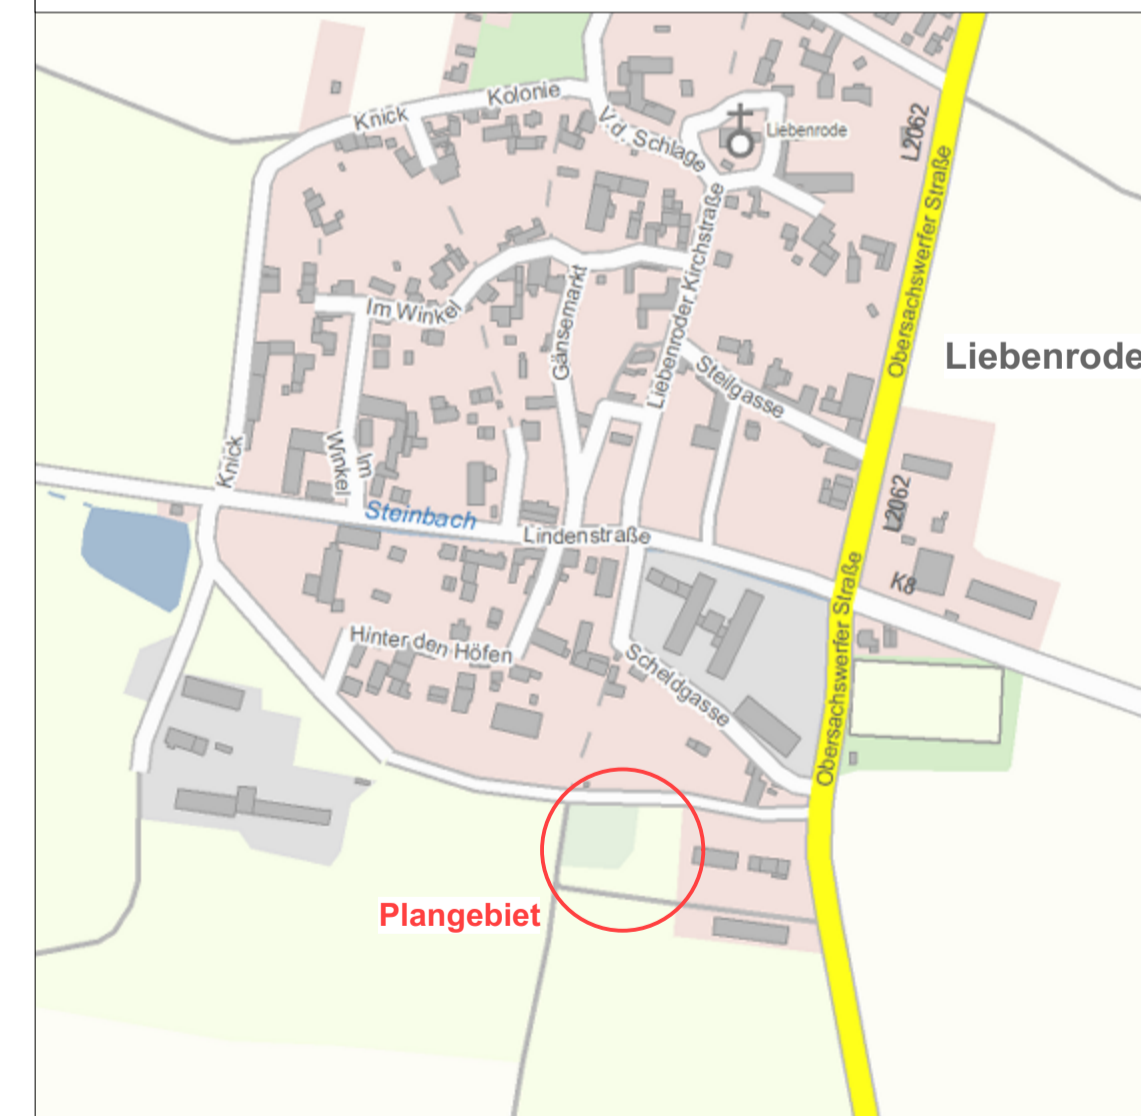 Kolonie
Knick
V.d. Schlage
Liebenrode
L2062
Obersachswerfer Straße
Liebenroder Kirchstraße
Im Winkel
Gänsemarkt
Liebenrode
Steilgasse
Knick
Im
Winkel
L2062
Steinbach
Lindenstraße
K8
Obersachswerfer Straße
Hinter den Höfen
Scheldgasse
Plangebiet